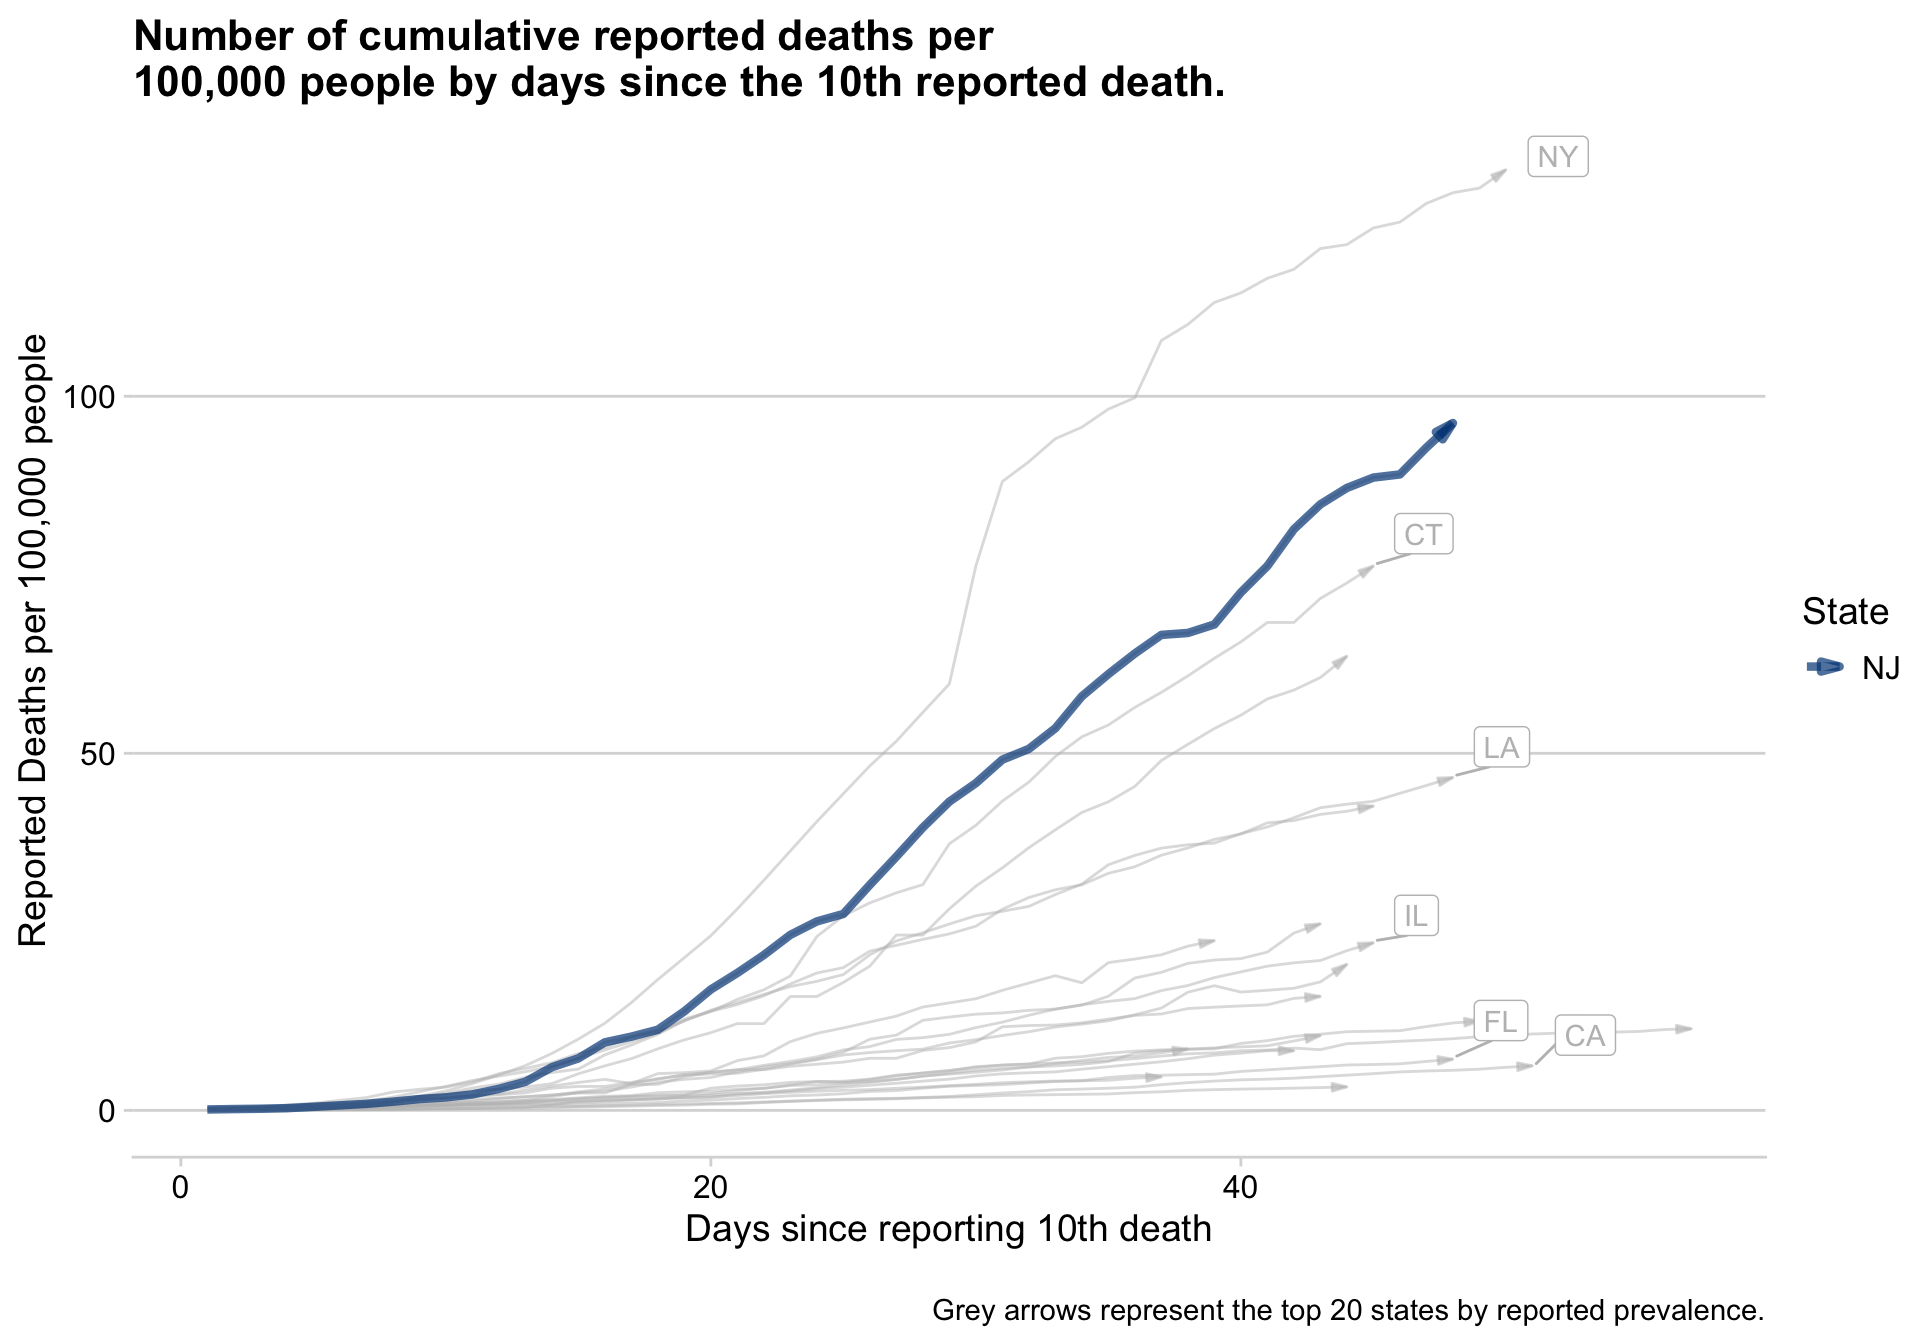 Number of cumulative reported deaths per
100,000 people by days since the 10th reported death.
NY
100
CT
State
NJ
LA
50
IL
FL
CA
0
Reported Deaths per 100,000 people
0 20 40
Days since reporting 10th death
Grey arrows represent the top 20 states by reported prevalence.